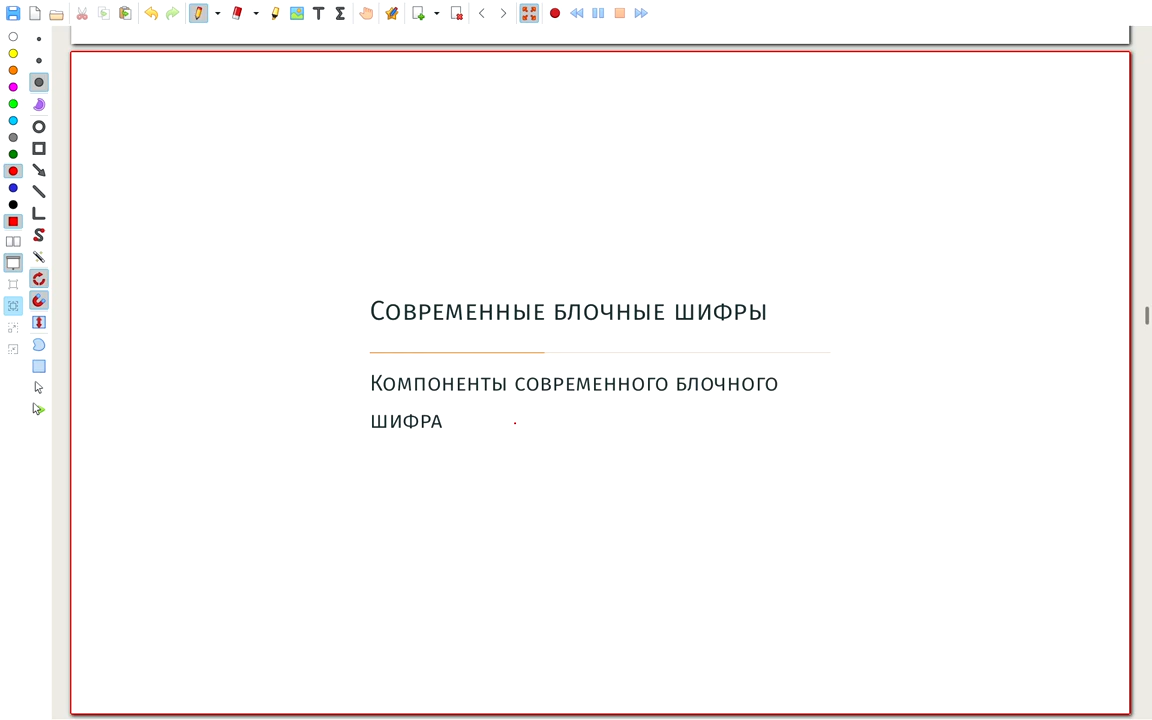 Современные блочные шифры
Компоненты современного блочного
шифра